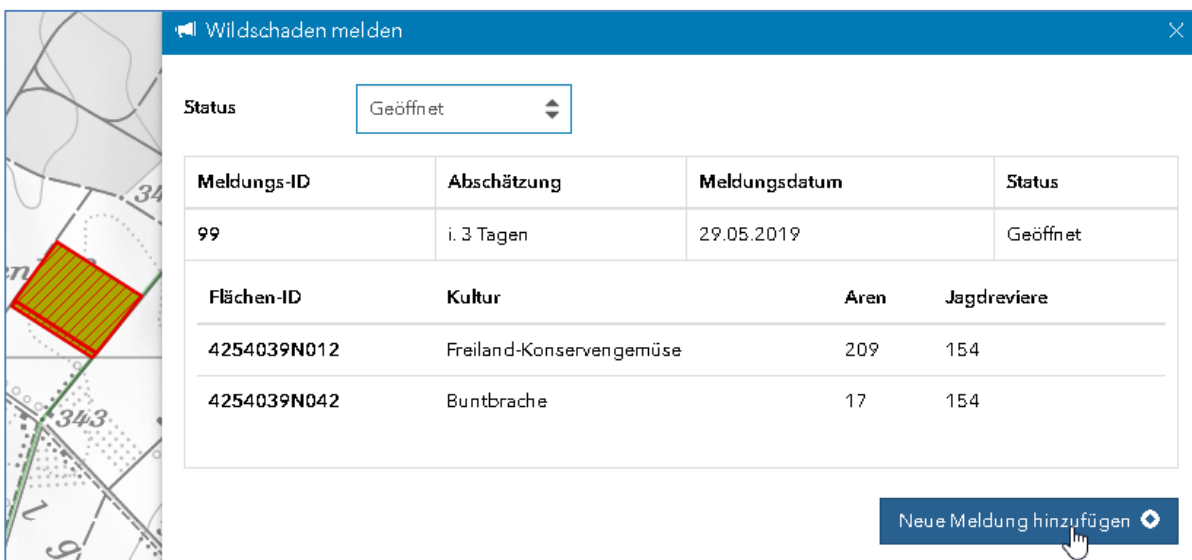 Wildschaden melden
Status Geöffnet
Meldungs-ID Abschätzung Meldungsdatum Status
99 i. 3 Tagen 29.05.2019 Geöffnet
Flächen-ID Kultur Aren Jagdreviere
4254039N012 Freiland-Konservengemüse 209 154
4254039N042 Buntbrache 17 154
343
Neue Meldung hinzufügen